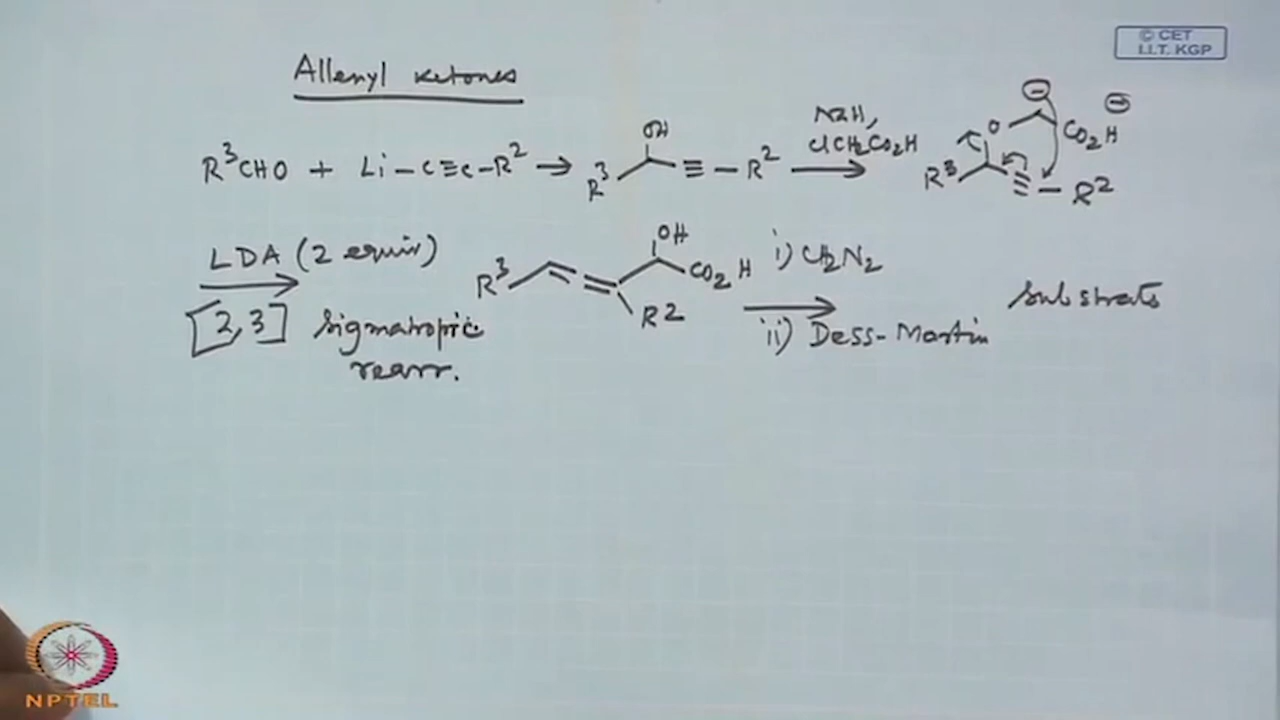 © CET
I.I.T. KGP
Allenyl ketones
R³CHO + Li-C≡C-R² → OH R³ ≡ -R² NaH, ClCH₂CO₂H → O ⊖ CO₂H ⊖ R³ ≡ - R²
LDA (2 equiv) → R³ OH CO₂H R2 i) CH₂N₂ → substrate
[2,3] sigmatropic ii) Dess-Martin
rearr.
NPTEL